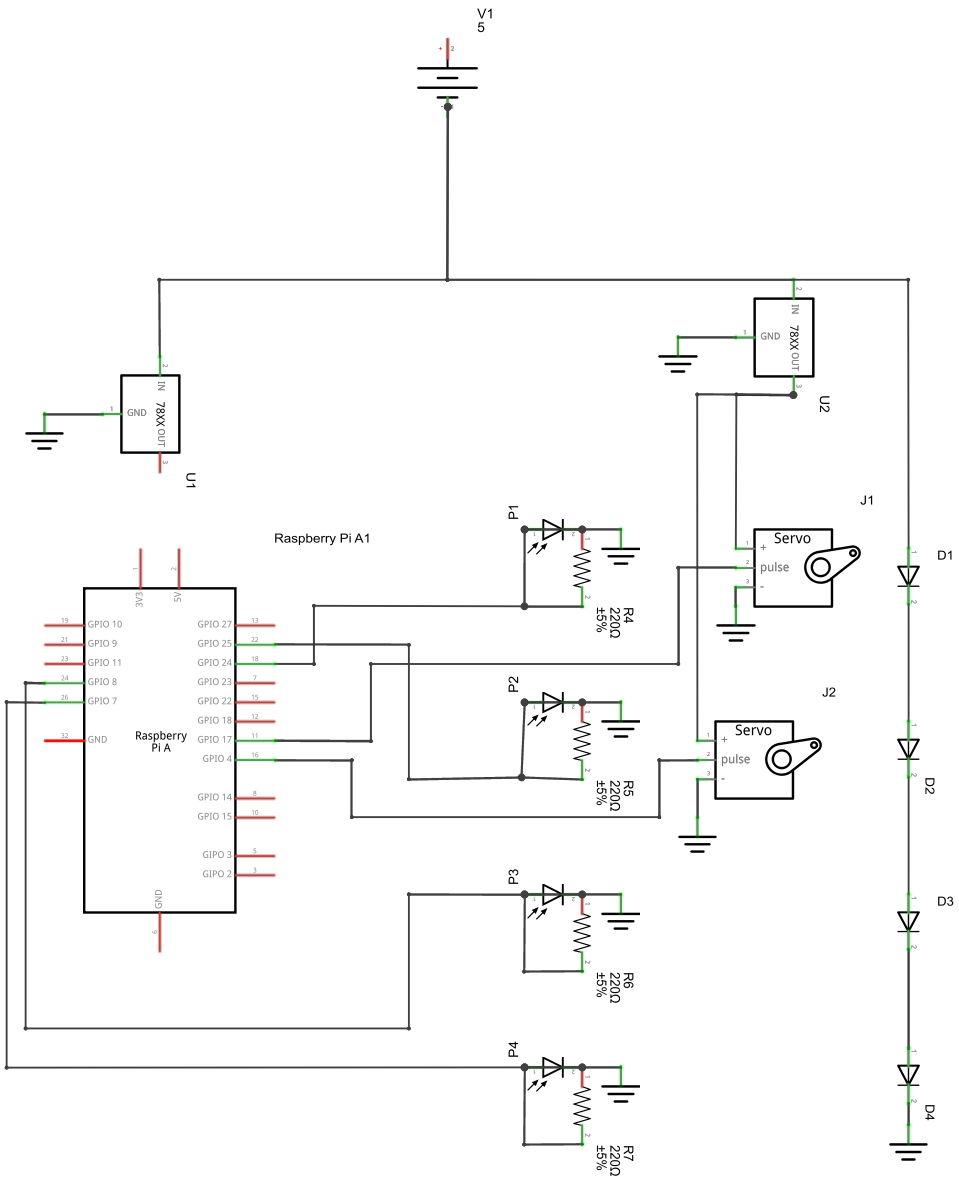 V1
5
+
2
2
IN
1
GND
78XX
OUT
3
U2
2
IN
1
GND
78XX
OUT
3
U1
J1
Servo
1
+
2
pulse
3
-
D1
1
2
P1
1
2
1
2
R4
220Ω
±5%
Raspberry Pi A1
1
3V3
2
5V
19
GPIO 10
GPIO 27
13
21
GPIO 9
GPIO 25
22
23
GPIO 11
GPIO 24
18
24
GPIO 8
GPIO 23
7
26
GPIO 7
GPIO 22
15
GPIO 18
12
32
GND
GPIO 17
11
Raspberry
Pi A
GPIO 4
16
GPIO 14
8
GPIO 15
10
GIPO 3
5
GIPO 2
3
GND
9
P2
1
2
1
2
R5
220Ω
±5%
J2
Servo
1
+
2
pulse
3
-
1
2
D2
P3
1
2
1
2
R6
220Ω
±5%
D3
1
2
P4
1
2
1
2
R7
220Ω
±5%
1
2
D4